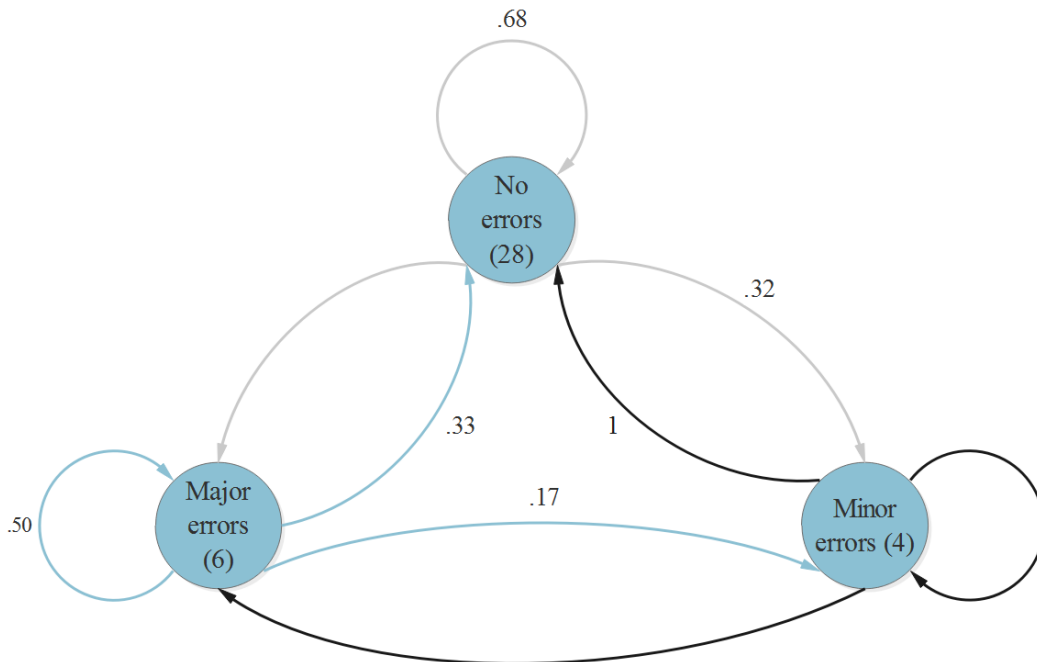 .68
No
errors
(28)
.32
.33
1
.17
.50
Major
errors
(6)
Minor
errors (4)